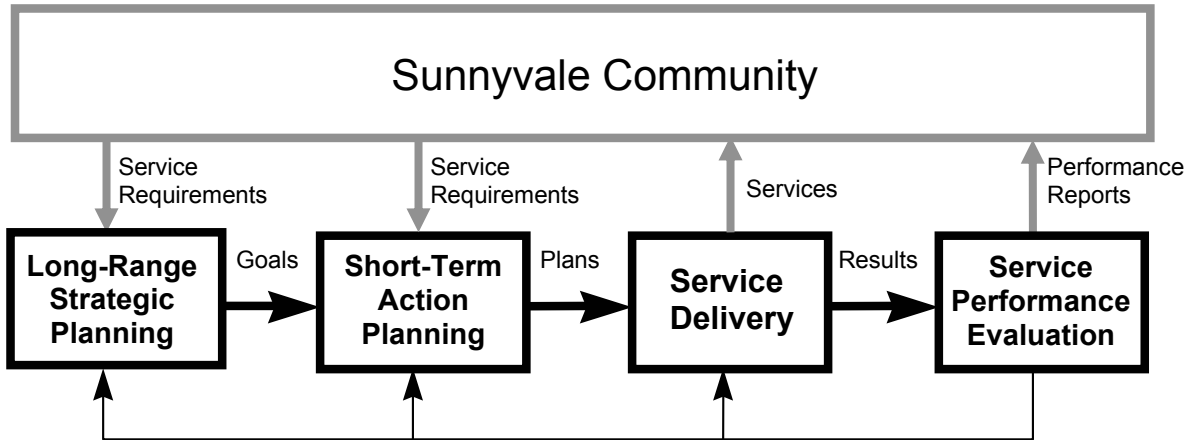 Sunnyvale Community
Service
Requirements
Service
Requirements
Services
Performance
Reports
Long-Range
Strategic
Planning
Goals
Short-Term
Action
Planning
Plans
Service
Delivery
Results
Service
Performance
Evaluation